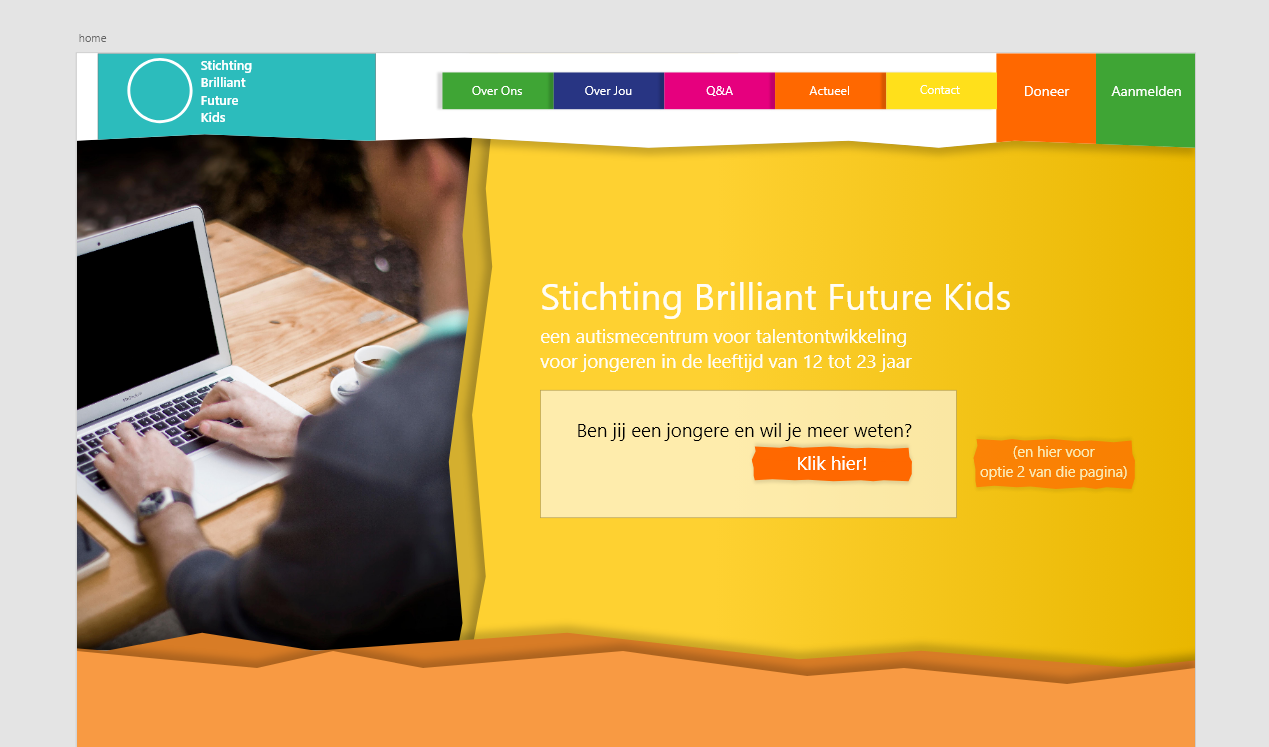 home
Stichting
Brilliant
Future
Kids
Over Ons
Over Jou
Q&A
Actueel
Contact
Doneer
Aanmelden
Stichting Brilliant Future Kids
een autismecentrum voor talentontwikkeling
voor jongeren in de leeftijd van 12 tot 23 jaar
Ben jij een jongere en wil je meer weten?
Klik hier!
(en hier voor
optie 2 van die pagina)